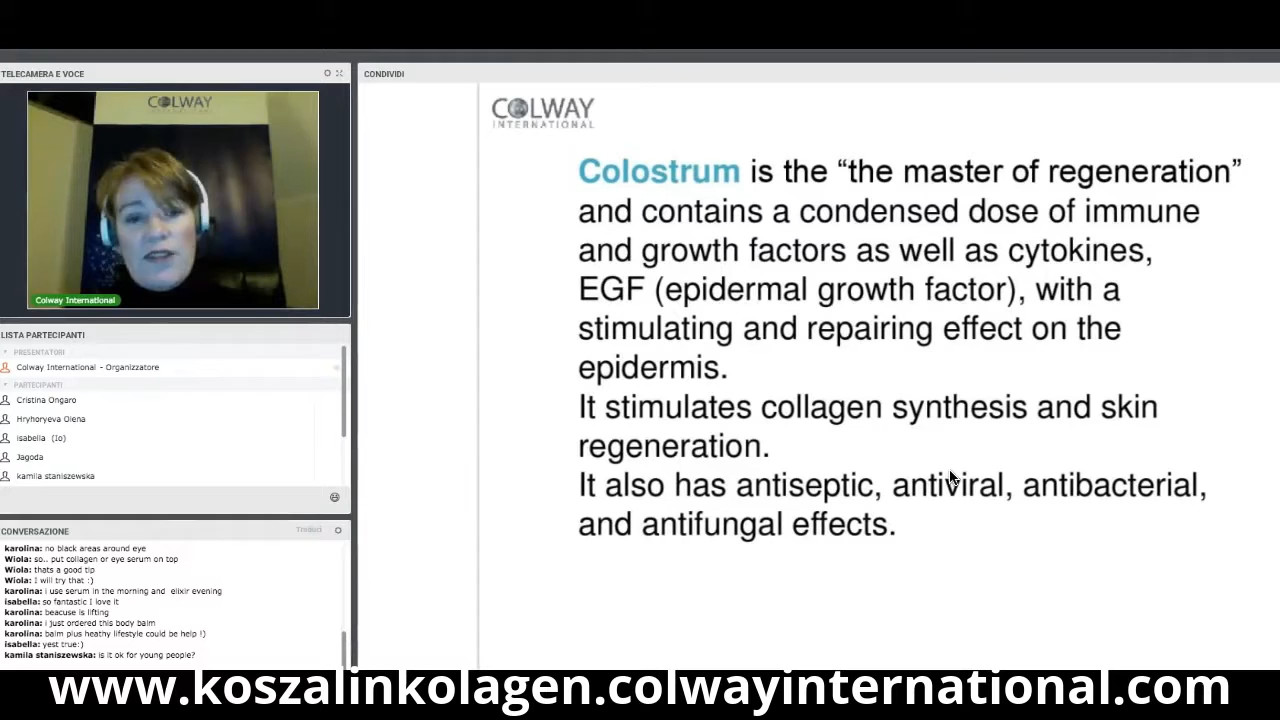 TELECAMERA E VOCE
COLWAY
Colway International
LISTA PARTECIPANTI
PRESENTATORI
Colway International - Organizzatore
PARTECIPANTI
Cristina Ongaro
Hryhoryeva Olena
isabella (Io)
Jagoda
kamila staniszewska
CONVERSAZIONE
karolina: no black areas around eye
Wiola: so.. put collagen or eye serum on top
Wiola: thats a good tip
Wiola: I will try that :)
karolina: i use serum in the morning and elixir evening
isabella: so fantastic I love it
karolina: beacuse is lifting
karolina: i just ordered this body balm
karolina: balm plus heathy lifestyle could be help !)
isabella: yest true:)
kamila staniszewska: is it ok for young people?
CONDIVIDI
COLWAY
INTERNATIONAL
Colostrum is the “the master of regeneration”
and contains a condensed dose of immune
and growth factors as well as cytokines,
EGF (epidermal growth factor), with a
stimulating and repairing effect on the
epidermis.
It stimulates collagen synthesis and skin
regeneration.
It also has antiseptic, antiviral, antibacterial,
and antifungal effects.
www.koszalinkolagen.colwayinternational.com